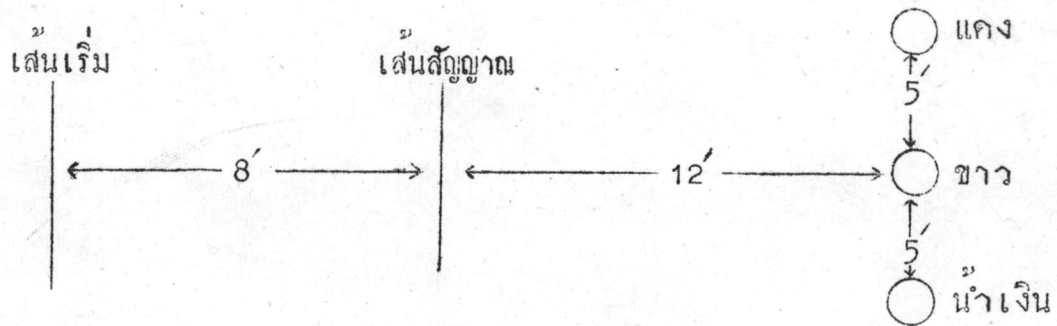 แดง
เส้นเริ่ม
เส้นสัญญาณ
5′
8′
12′
ขาว
5′
น้ำเงิน